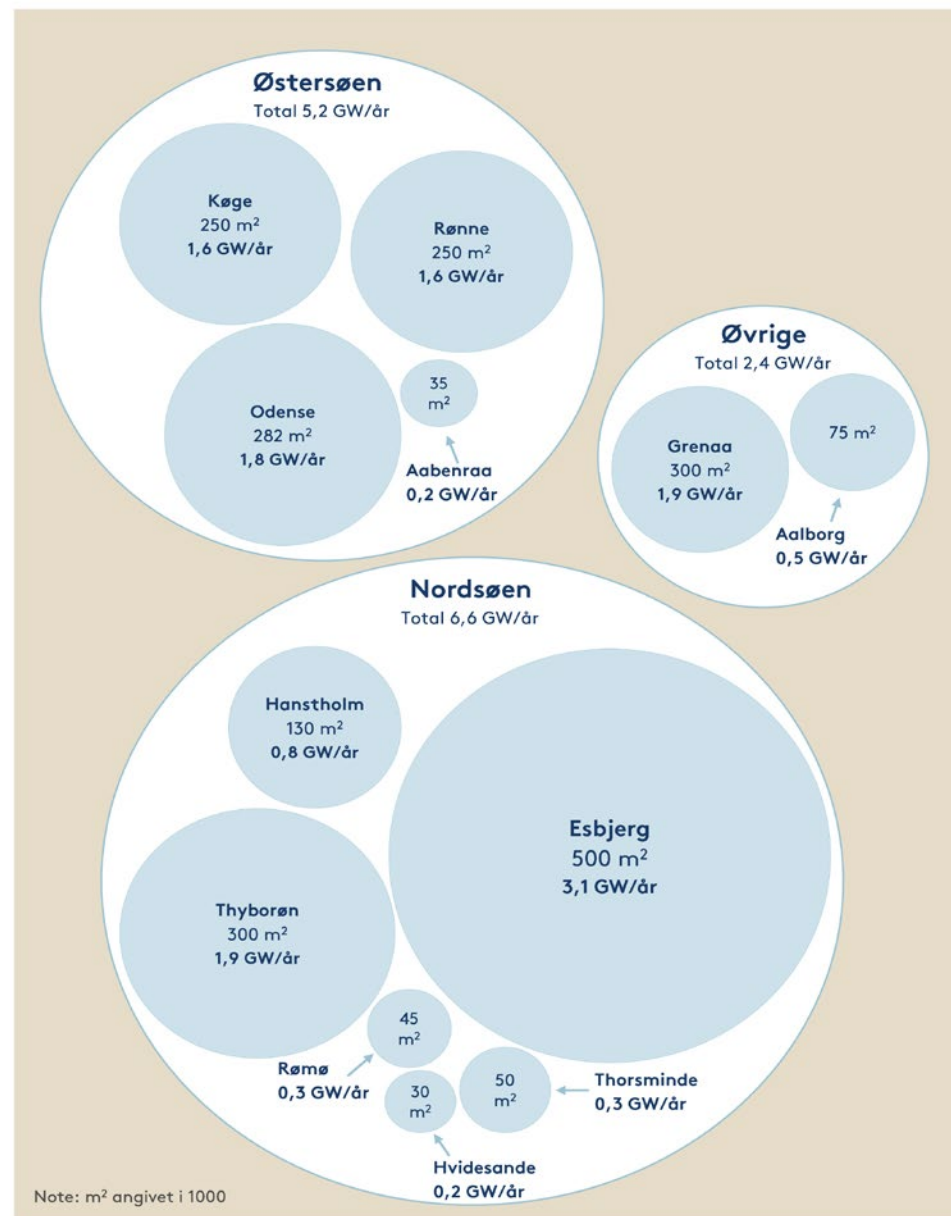 Østersøen
Total 5,2 GW/år
Køge
250 m²
1,6 GW/år
Rønne
250 m²
1,6 GW/år
Odense
282 m²
1,8 GW/år
35
m²
Aabenraa
0,2 GW/år
Øvrige
Total 2,4 GW/år
Grenaa
300 m²
1,9 GW/år
75 m²
Aalborg
0,5 GW/år
Nordsøen
Total 6,6 GW/år
Hanstholm
130 m²
0,8 GW/år
Esbjerg
500 m²
3,1 GW/år
Thyborøn
300 m²
1,9 GW/år
45
m²
Rømø
0,3 GW/år
30
m²
50
m²
Thorsminde
0,3 GW/år
Hvidesande
0,2 GW/år
Note: m² angivet i 1000